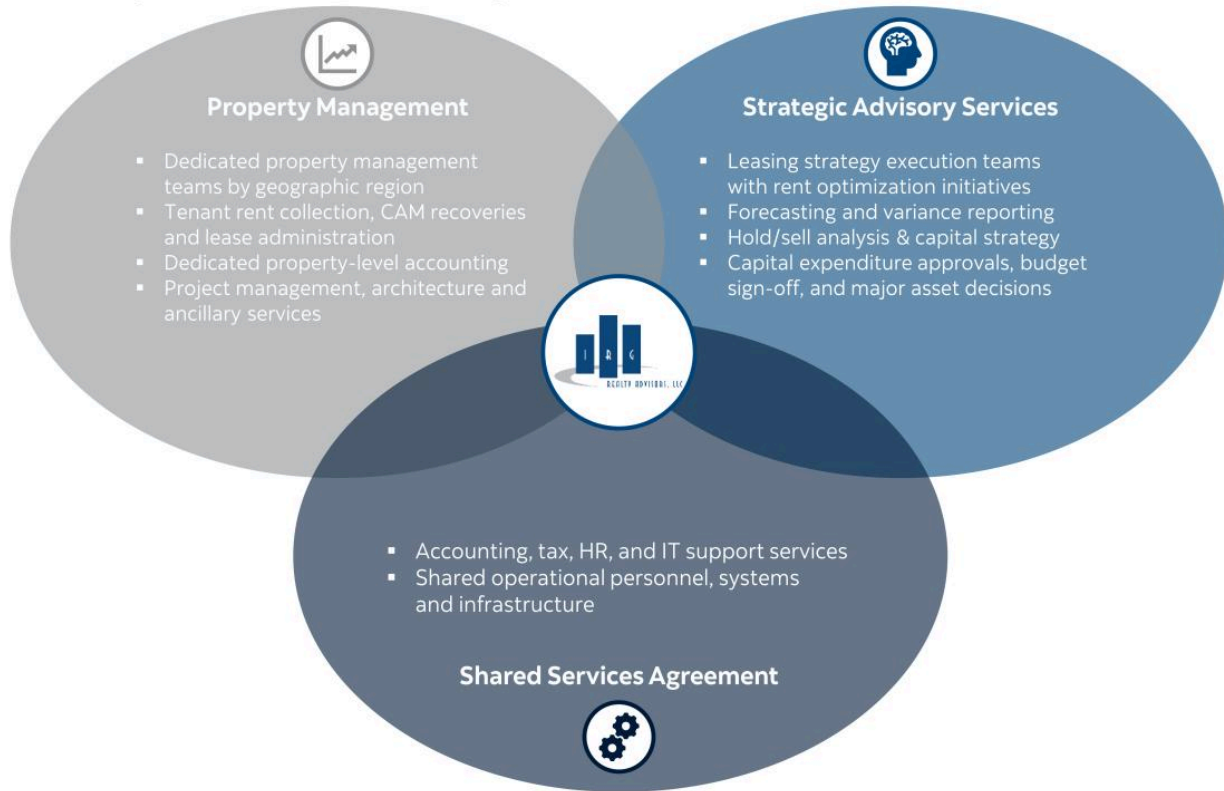 Property Management
▪ Dedicated property management
teams by geographic region
▪ Tenant rent collection, CAM recoveries
and lease administration
▪ Dedicated property-level accounting
▪ Project management, architecture and
ancillary services
Strategic Advisory Services
▪ Leasing strategy execution teams
with rent optimization initiatives
▪ Forecasting and variance reporting
▪ Hold/sell analysis & capital strategy
▪ Capital expenditure approvals, budget
sign-off, and major asset decisions
I R G
REALTY ADVISORS, LLC
▪ Accounting, tax, HR, and IT support services
▪ Shared operational personnel, systems
and infrastructure
Shared Services Agreement